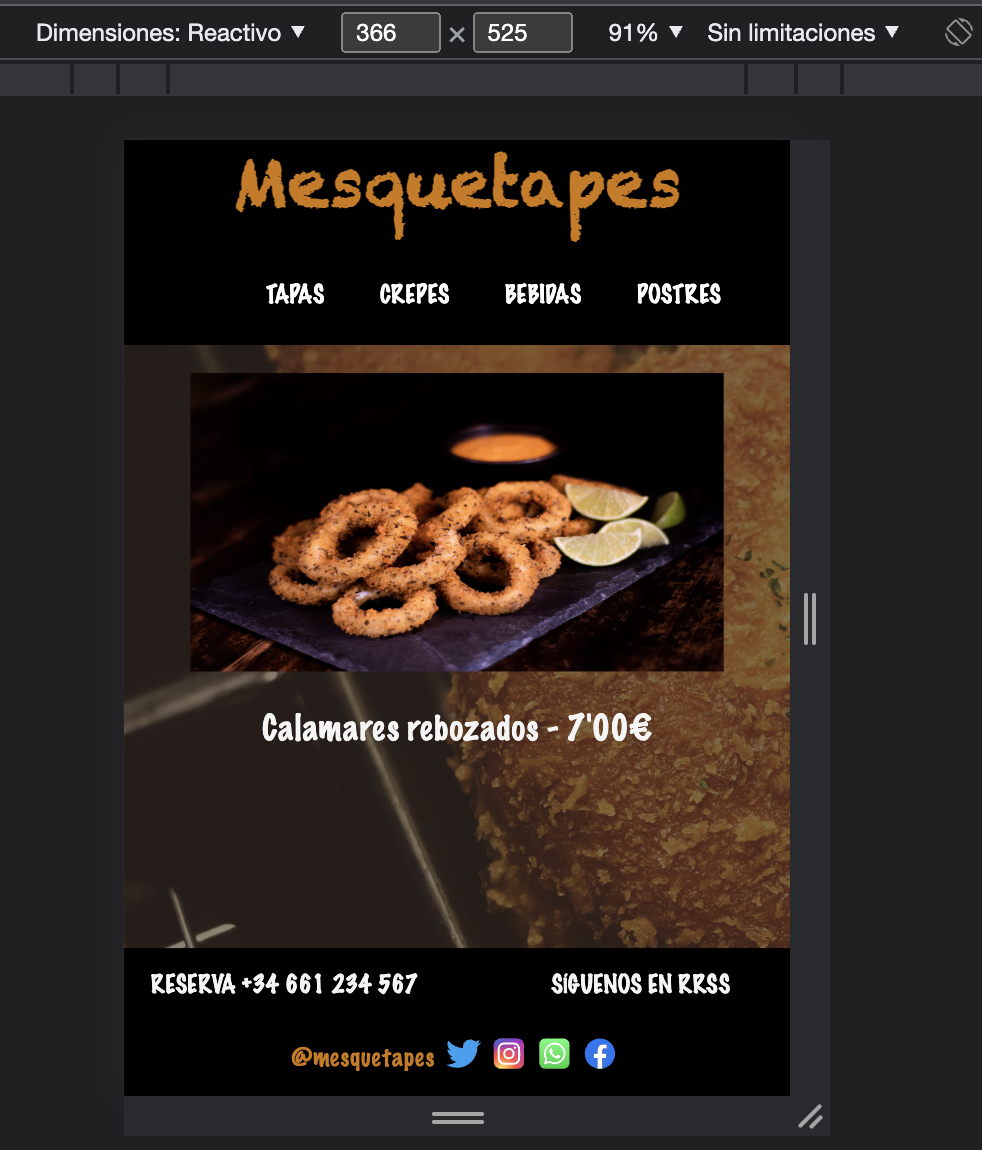 Dimensiones: Reactivo ▼ 366 × 525 91% ▼ Sin limitaciones ▼
Mesquetapes
TAPAS CREPES BEBIDAS POSTRES
Calamares rebozados - 7'00€
RESERVA +34 661 234 567 SíGUENOS EN RRSS
@mesquetapes